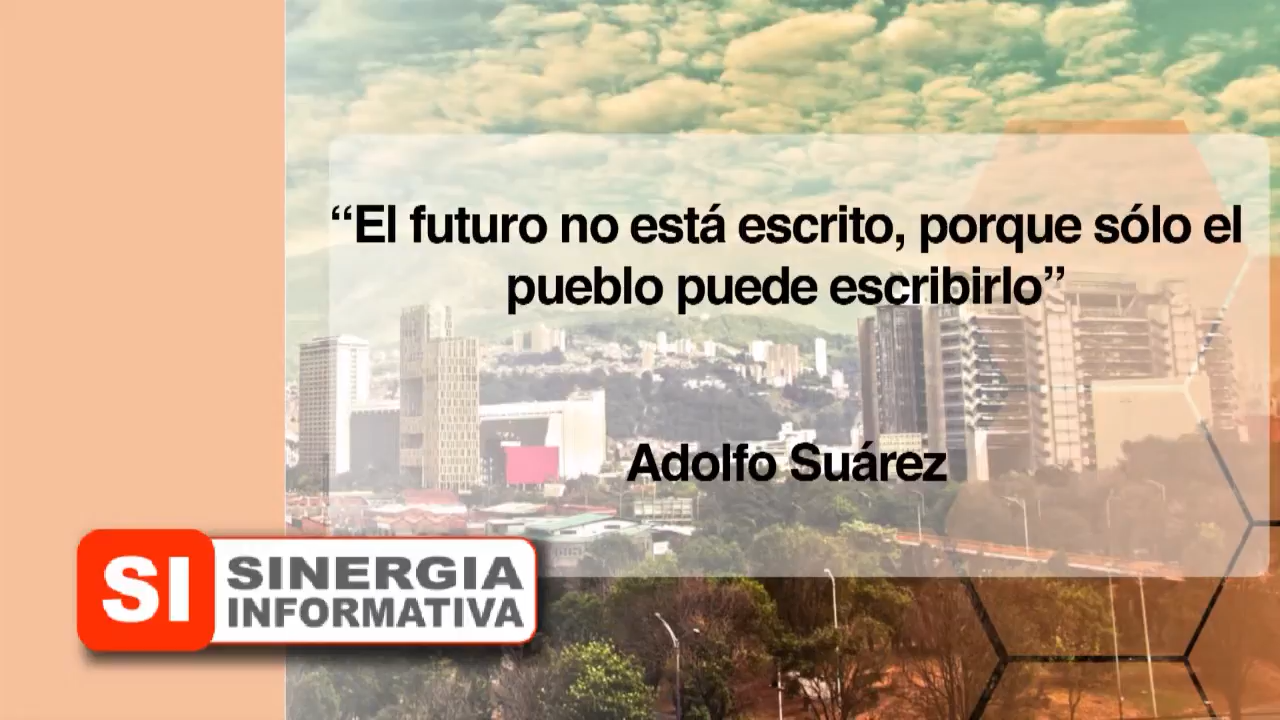 “El futuro no está escrito, porque sólo el
pueblo puede escribirlo”
Adolfo Suárez
SI SINERGIA
INFORMATIVA